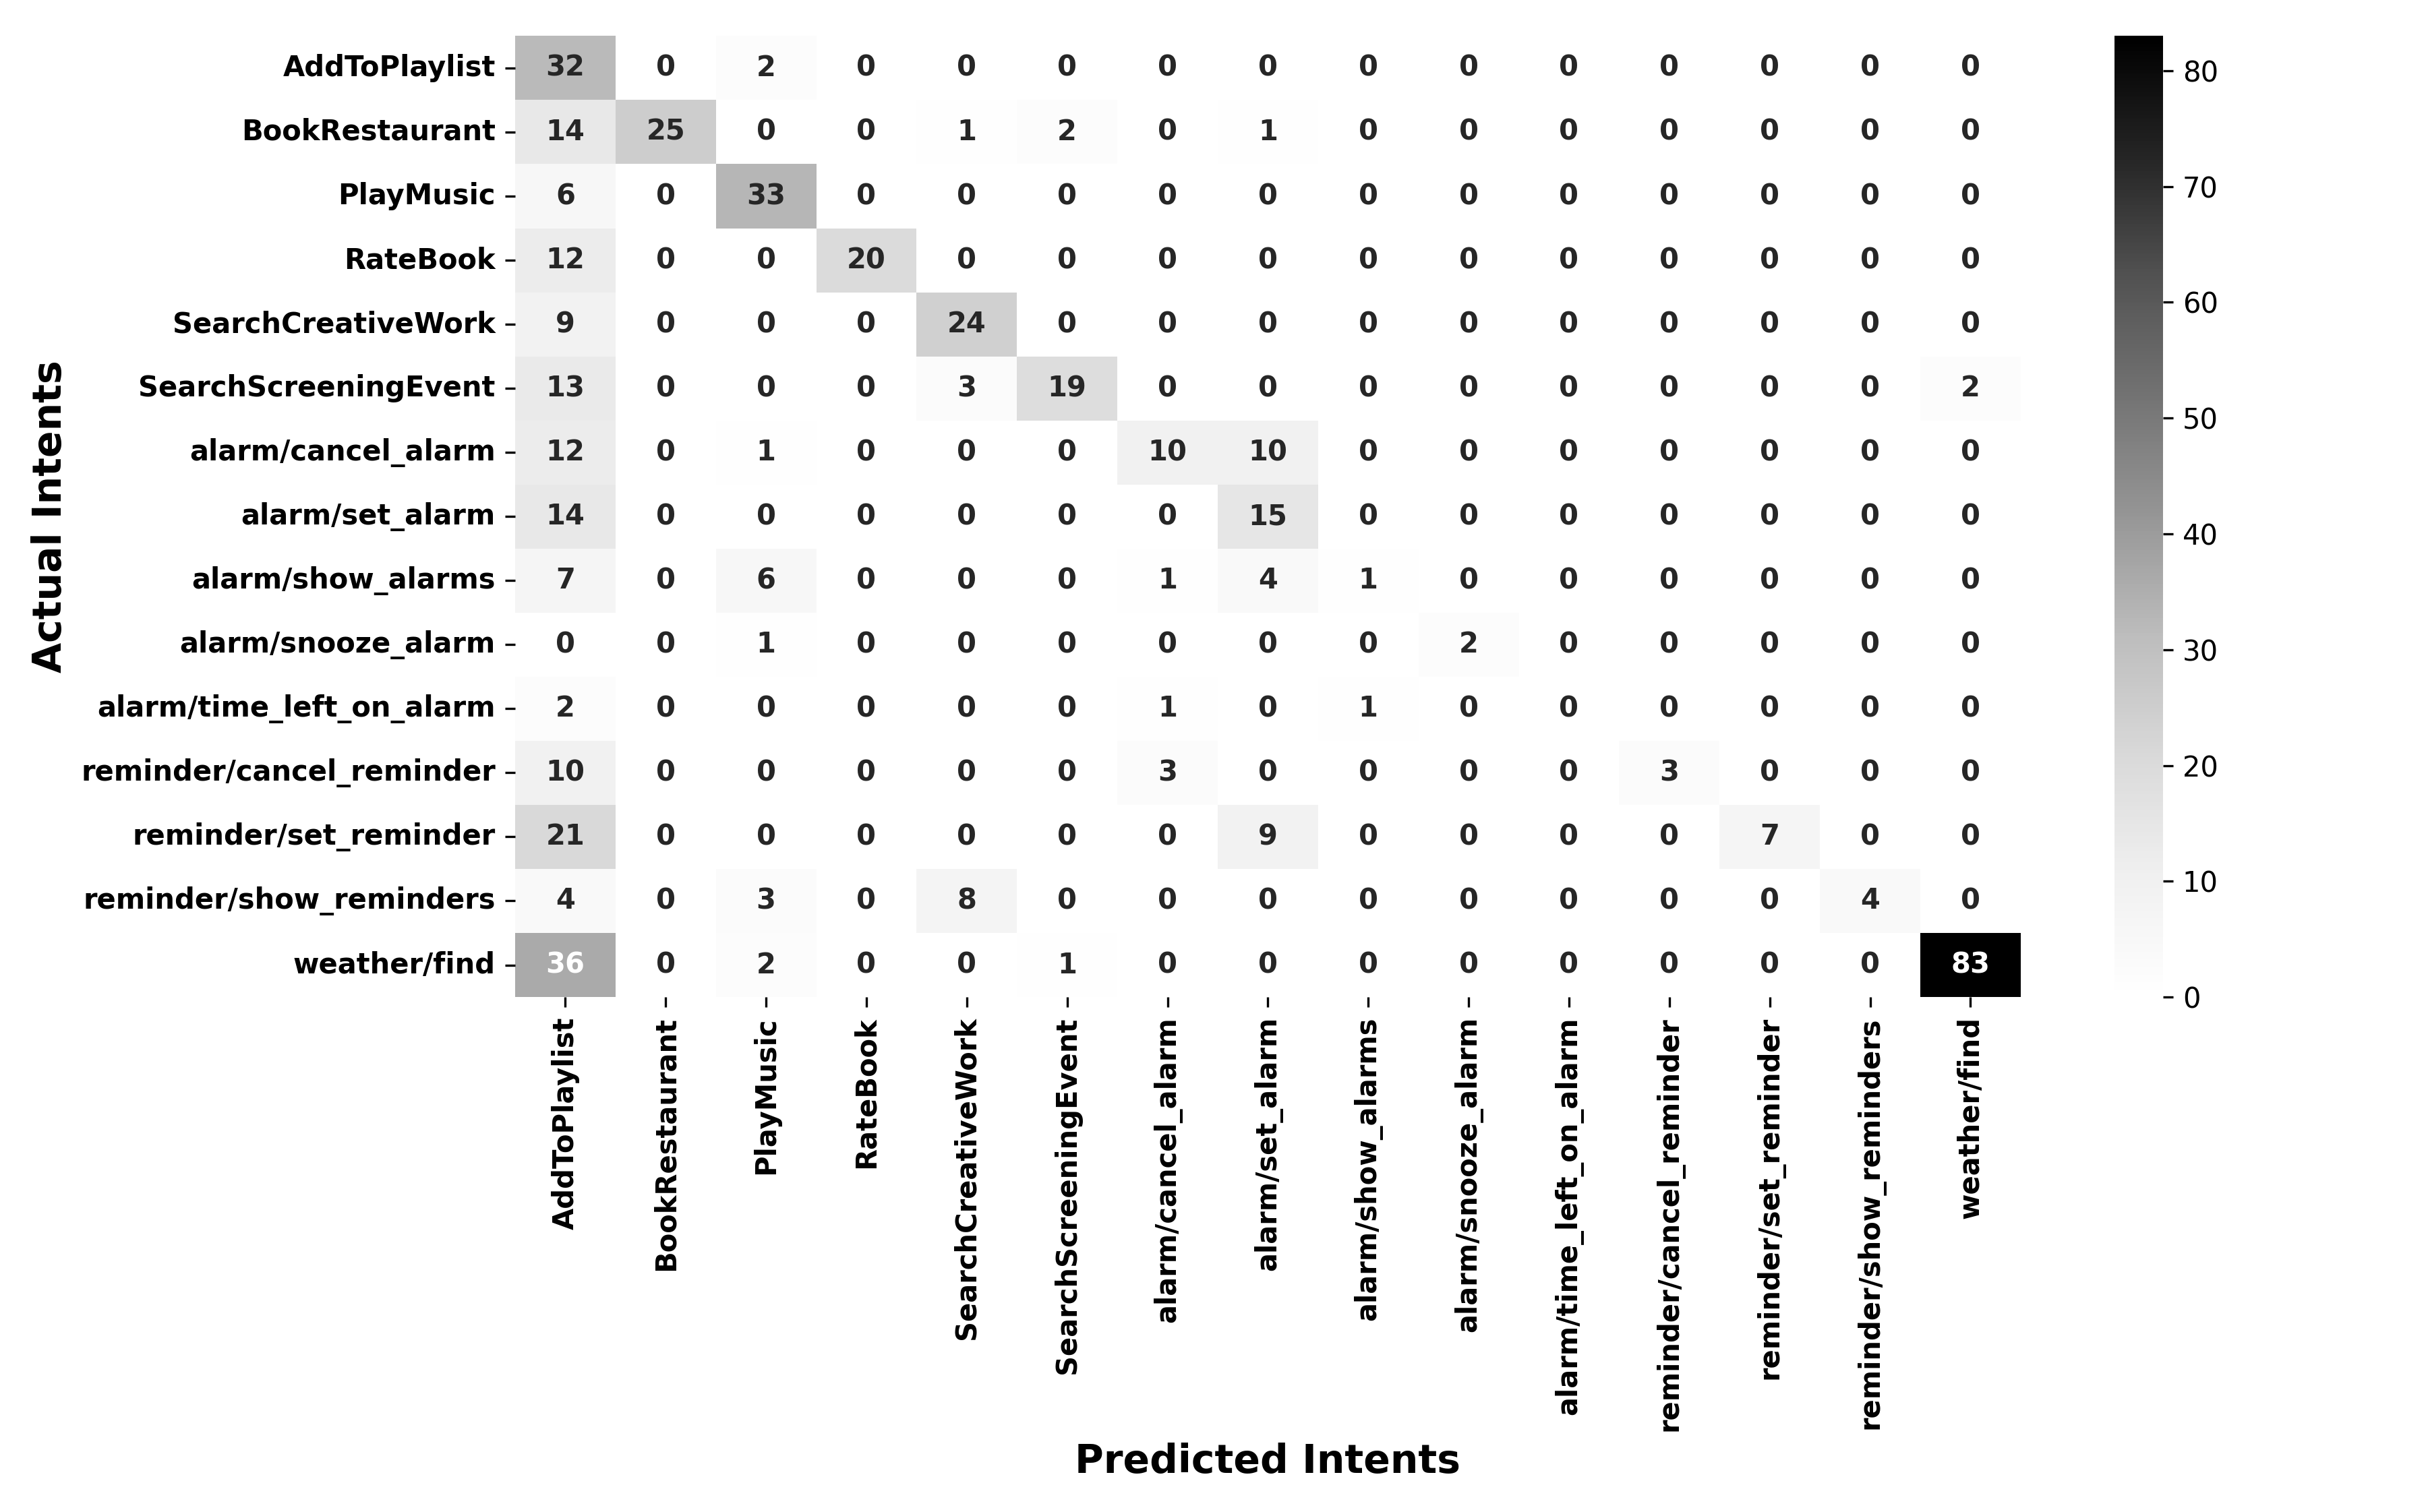 AddToPlaylist 32 0 2 0 0 0 0 0 0 0 0 0 0 0 0 80
BookRestaurant 14 25 0 0 1 2 0 1 0 0 0 0 0 0 0
PlayMusic 6 0 33 0 0 0 0 0 0 0 0 0 0 0 0 70
RateBook 12 0 0 20 0 0 0 0 0 0 0 0 0 0 0
60
SearchCreativeWork 9 0 0 0 24 0 0 0 0 0 0 0 0 0 0
SearchScreeningEvent 13 0 0 0 3 19 0 0 0 0 0 0 0 0 2
50
alarm/cancel_alarm 12 0 1 0 0 0 10 10 0 0 0 0 0 0 0
Actual Intents
alarm/set_alarm 14 0 0 0 0 0 0 15 0 0 0 0 0 0 0
40
alarm/show_alarms 7 0 6 0 0 0 1 4 1 0 0 0 0 0 0
alarm/snooze_alarm 0 0 1 0 0 0 0 0 0 2 0 0 0 0 0 30
alarm/time_left_on_alarm 2 0 0 0 0 0 1 0 1 0 0 0 0 0 0
reminder/cancel_reminder 10 0 0 0 0 0 3 0 0 0 0 3 0 0 0 20
reminder/set_reminder 21 0 0 0 0 0 0 9 0 0 0 0 7 0 0
reminder/show_reminders 4 0 3 0 8 0 0 0 0 0 0 0 0 4 0 10
weather/find 36 0 2 0 0 1 0 0 0 0 0 0 0 0 83
0
AddToPlaylist
BookRestaurant
PlayMusic
RateBook
SearchCreativeWork
SearchScreeningEvent
alarm/cancel_alarm
alarm/set_alarm
alarm/show_alarms
alarm/snooze_alarm
alarm/time_left_on_alarm
reminder/cancel_reminder
reminder/set_reminder
reminder/show_reminders
weather/find
Predicted Intents